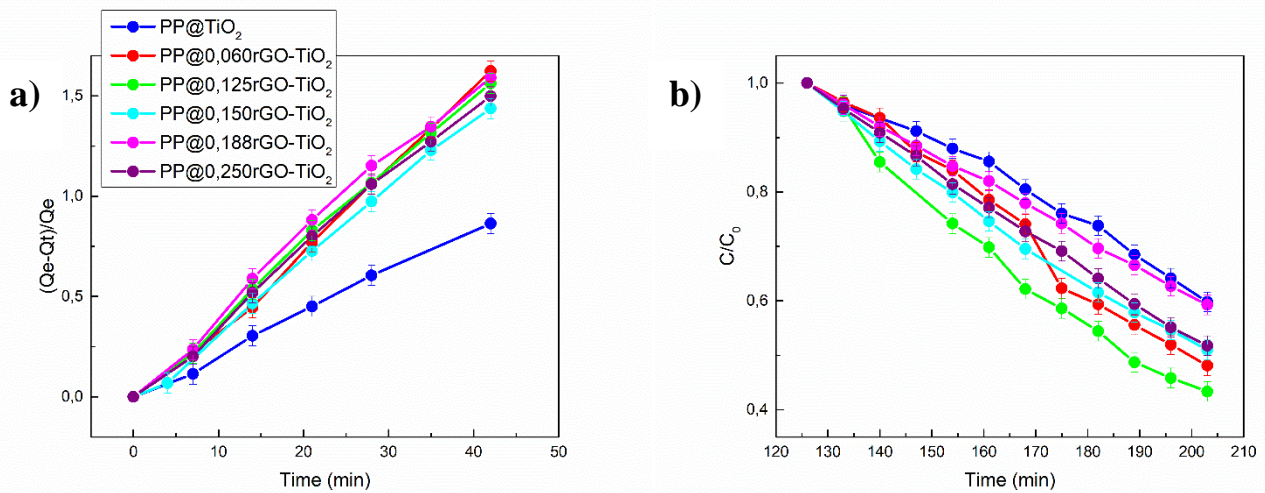 a)
PP@TiO₂
PP@0,060rGO-TiO₂
PP@0,125rGO-TiO₂
PP@0,150rGO-TiO₂
PP@0,188rGO-TiO₂
PP@0,250rGO-TiO₂
(Qe-Qt)/Qe
1,5
1,0
0,5
0,0
0 10 20 30 40 50
Time (min)
b)
C/C₀
1,0
0,8
0,6
0,4
120 130 140 150 160 170 180 190 200 210
Time (min)